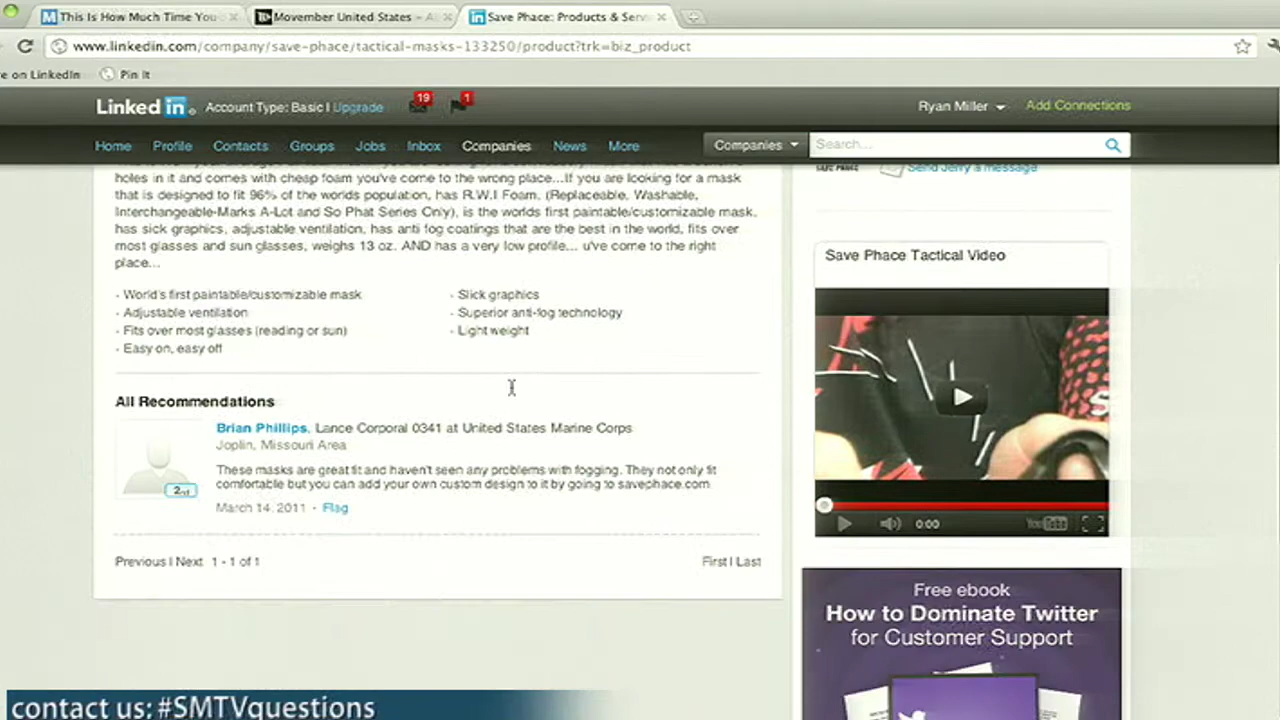 This Is How Much Time You
Movember United States - A
Save Phace: Products & Serv
www.linkedin.com/company/save-phace/tactical-masks-133250/product?trk=biz_product
e on LinkedIn
Pin It
Linked in
Account Type: Basic | Upgrade
19
1
Ryan Miller
Add Connections
Home
Profile
Contacts
Groups
Jobs
Inbox
Companies
News
More
Companies
Search...
holes in it and comes with cheap foam you've come to the wrong place...If you are looking for a mask
that is designed to fit 96% of the worlds population, has R.W.I Foam. (Replaceable, Washable,
Interchangeable-Marks A-Lot and So Phat Series Only), is the worlds first paintable/customizable mask,
has sick graphics, adjustable ventilation, has anti fog coatings that are the best in the world, fits over
most glasses and sun glasses, weighs 13 oz. AND has a very low profile... u've come to the right
place...
- World's first paintable/customizable mask
- Adjustable ventilation
- Fits over most glasses (reading or sun)
- Easy on, easy off
- Slick graphics
- Superior anti-fog technology
- Light weight
All Recommendations
Brian Phillips, Lance Corporal 0341 at United States Marine Corps
Joplin, Missouri Area
These masks are great fit and haven't seen any problems with fogging. They not only fit
comfortable but you can add your own custom design to it by going to savephace.com
2nd
March 14, 2011 · Flag
Previous | Next 1 - 1 of 1
First | Last
Send Jerry a message
Save Phace Tactical Video
0:00
YouTube
Free ebook
How to Dominate Twitter
for Customer Support
contact us: #SMTVquestions